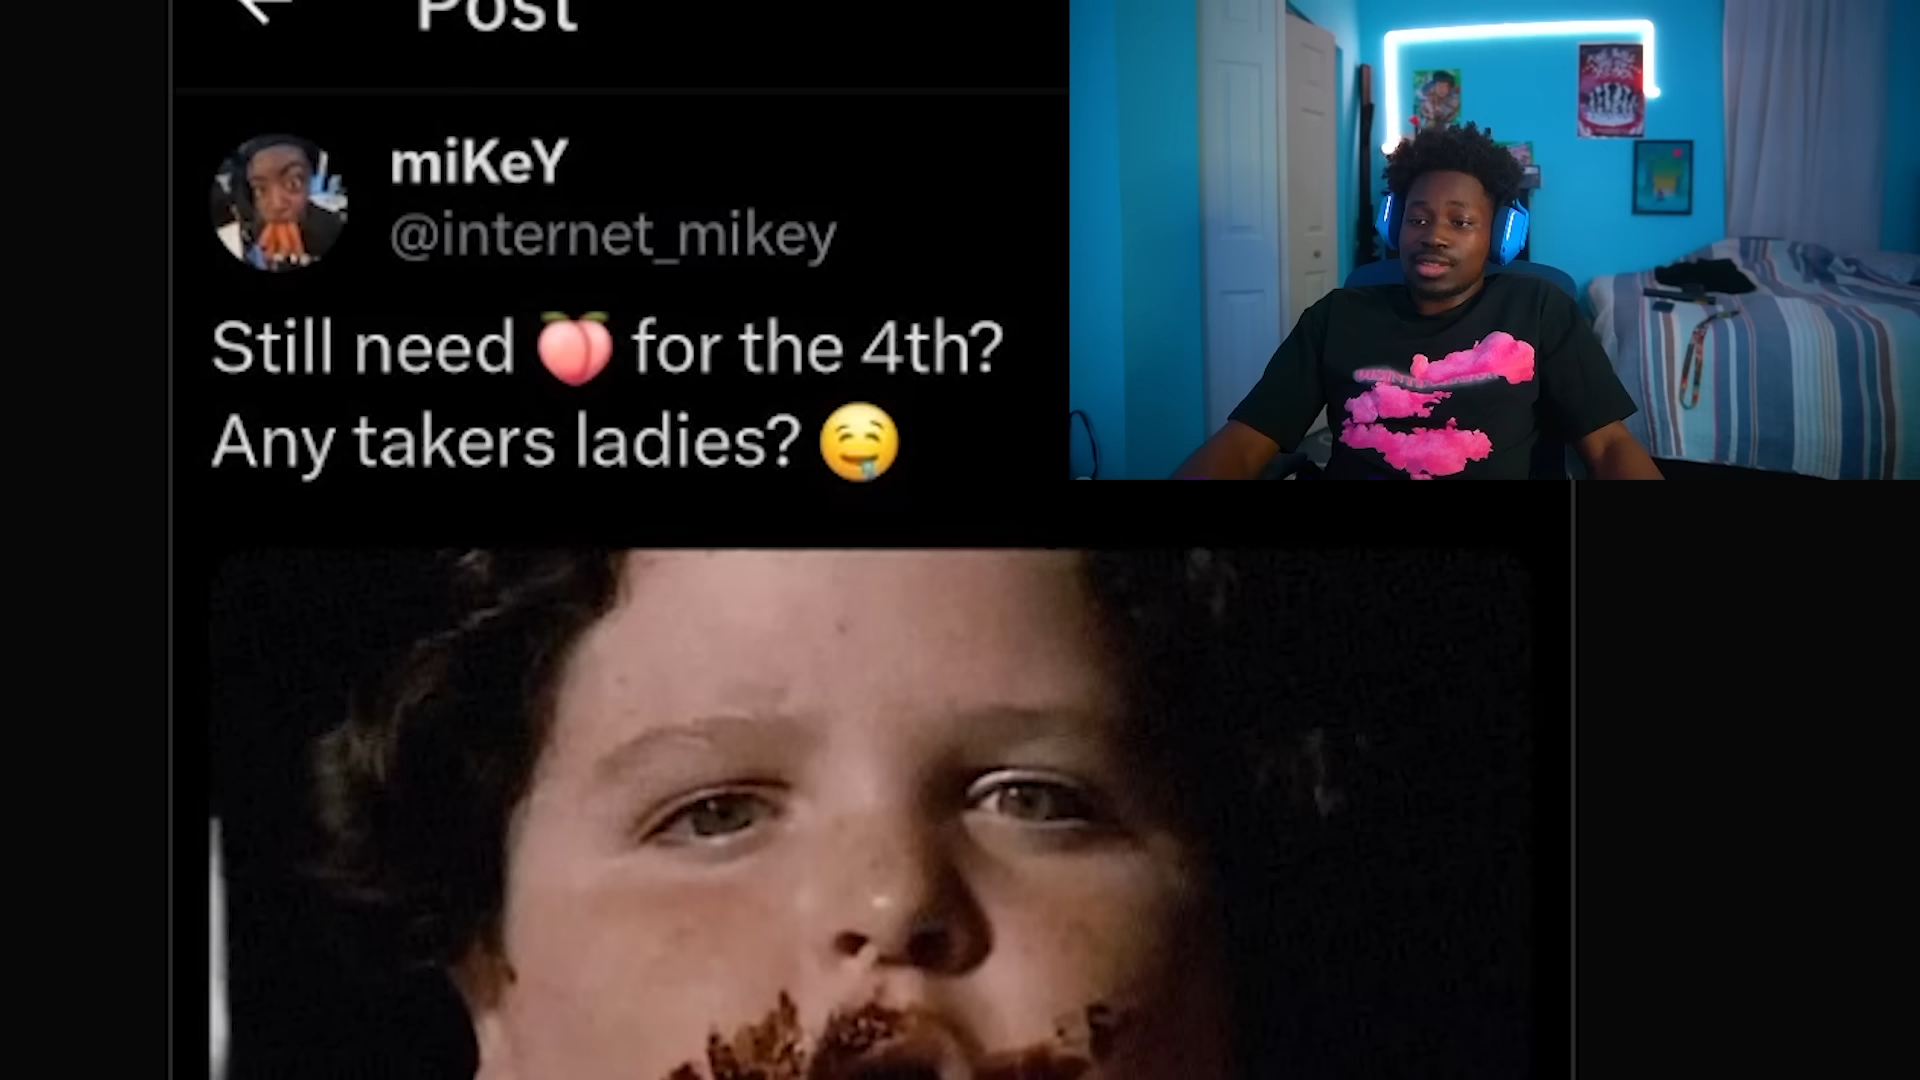 Post
miKeY
@internet_mikey
Still need 🍑 for the 4th?
Any takers ladies? 🤤